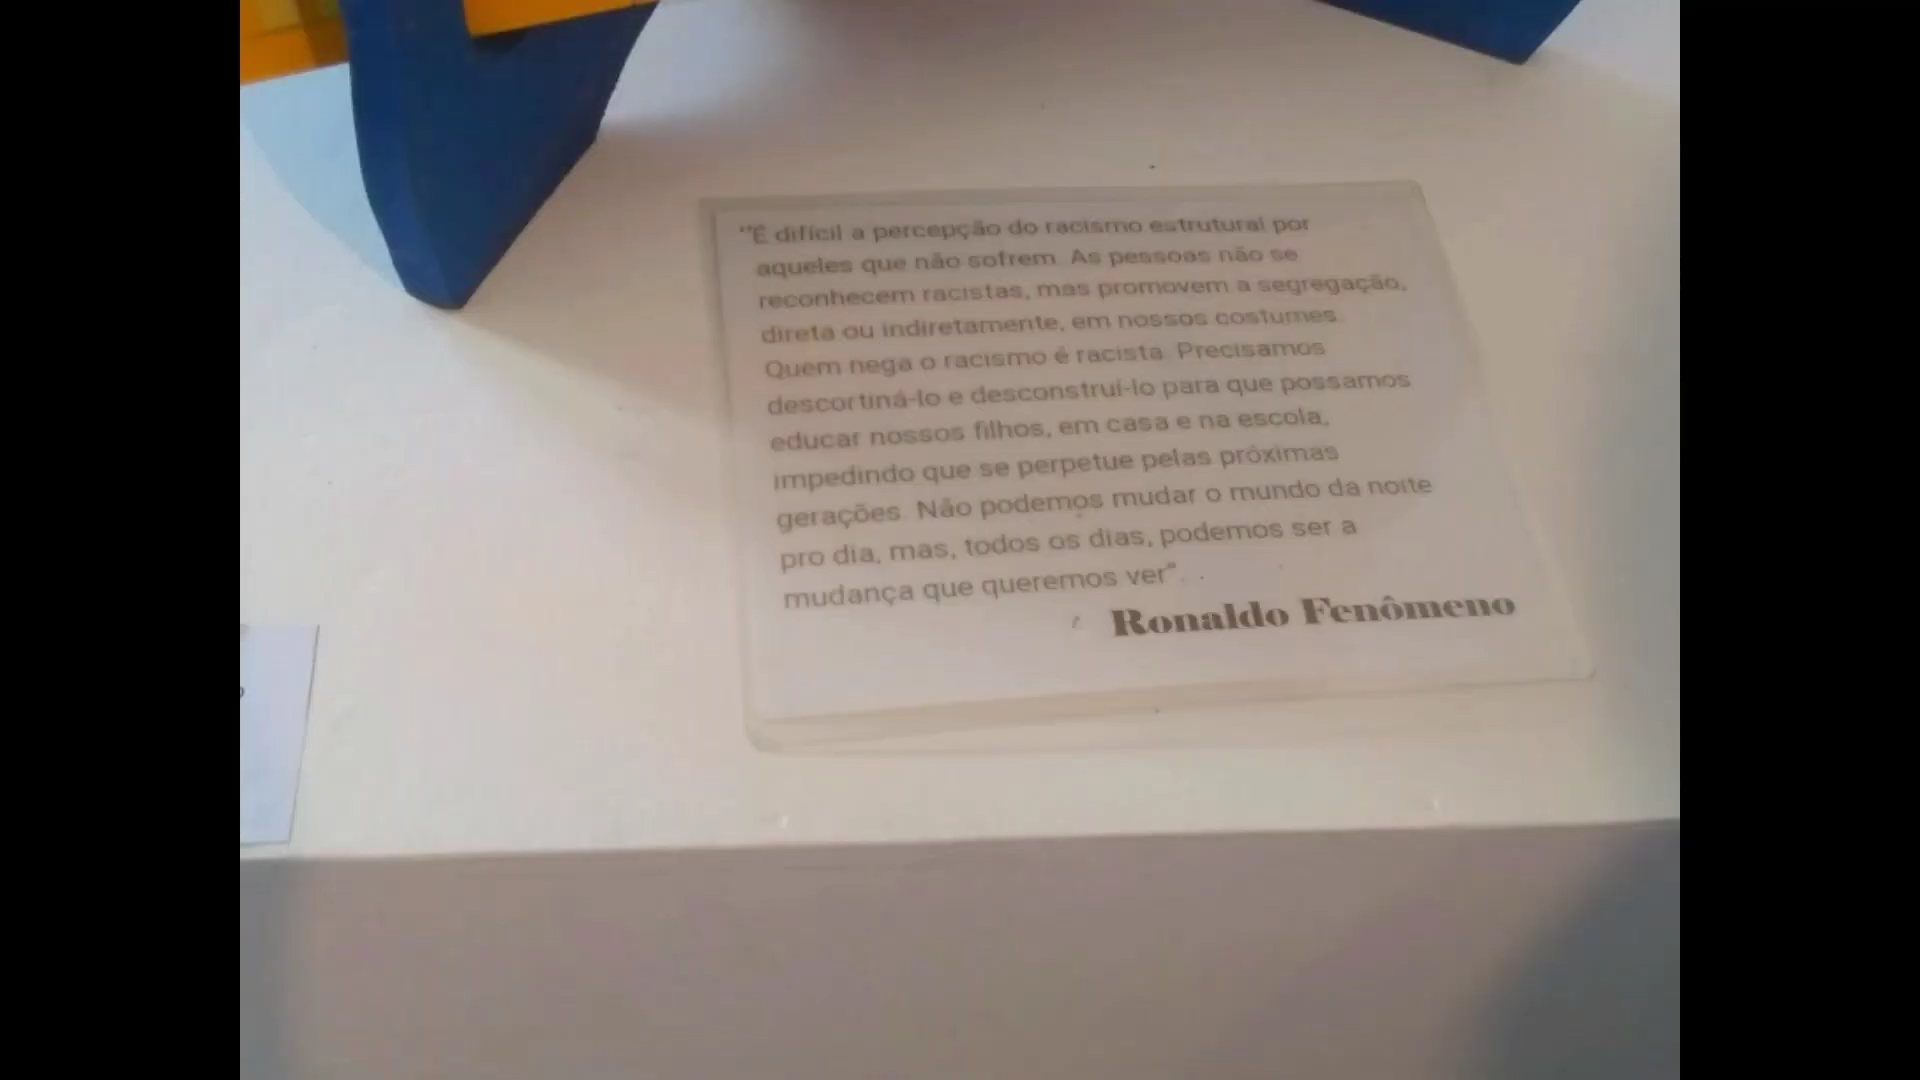 "É difícil a percepção do racismo estrutural por
aqueles que não sofrem. As pessoas não se
reconhecem racistas, mas promovem a segregação,
direta ou indiretamente, em nossos costumes.
Quem nega o racismo é racista. Precisamos
descortiná-lo e desconstruí-lo para que possamos
educar nossos filhos, em casa e na escola,
impedindo que se perpetue pelas próximas
gerações. Não podemos mudar o mundo da noite
pro dia, mas, todos os dias, podemos ser a
mudança que queremos ver".
Ronaldo Fenômeno